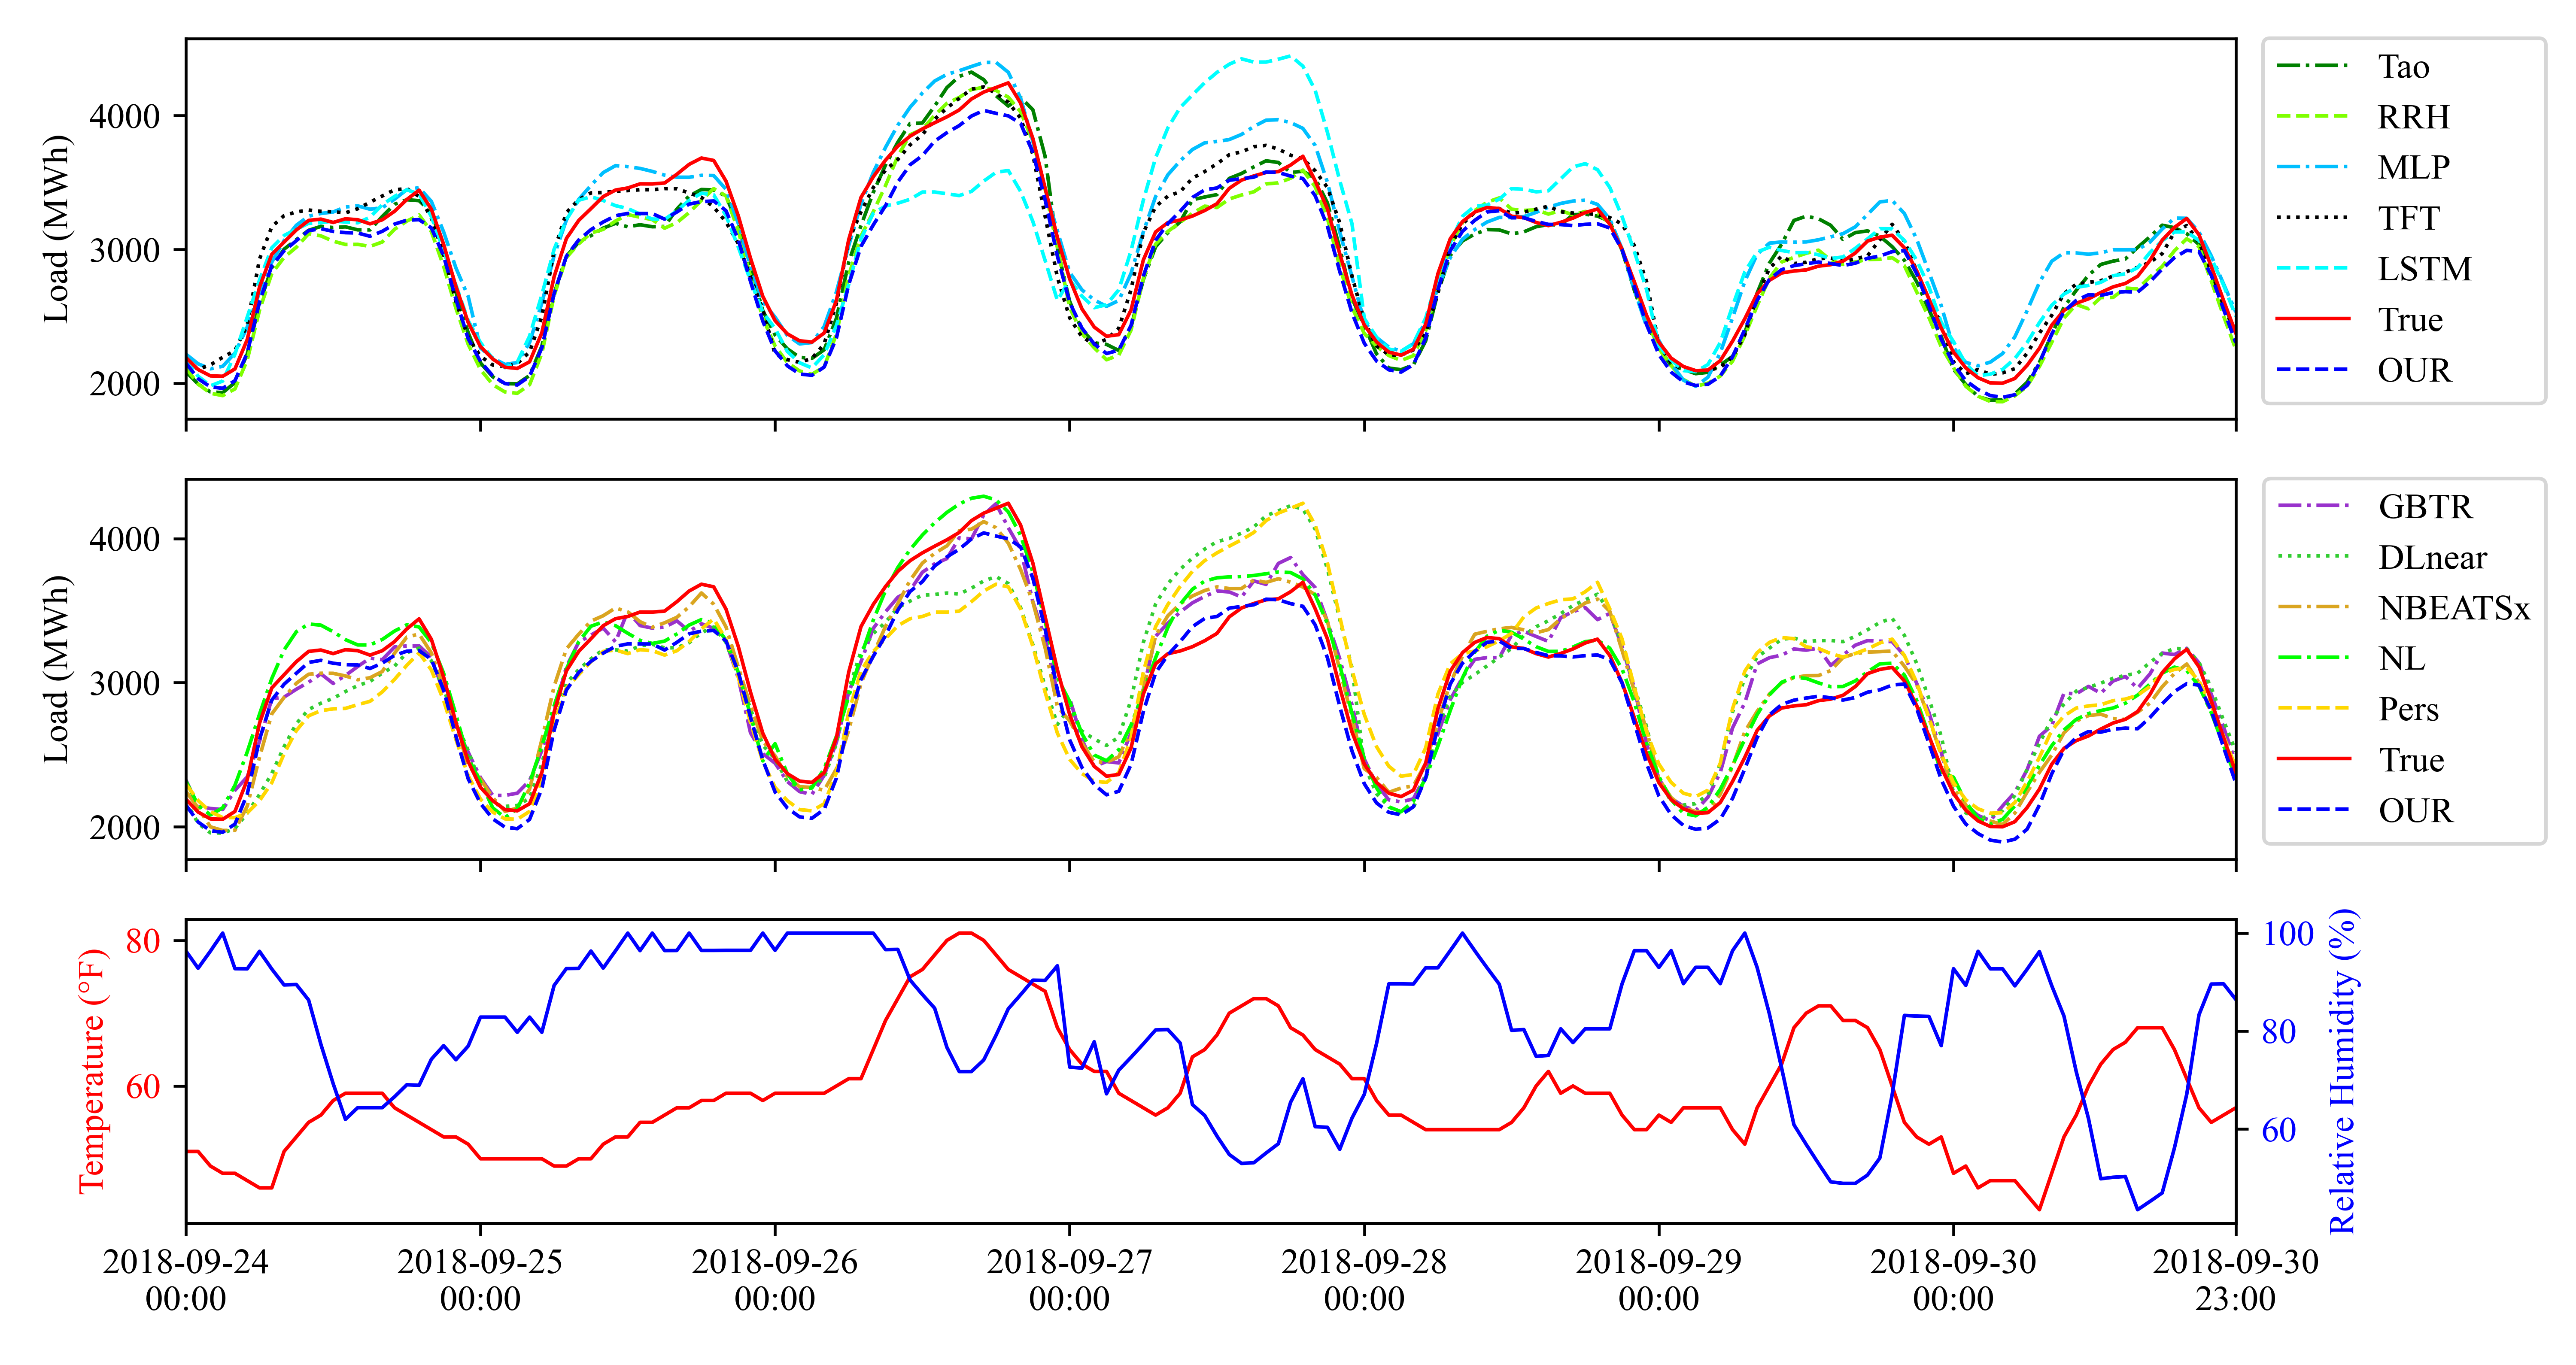 Load (MWh)
4000
3000
2000
Tao
RRH
MLP
TFT
LSTM
True
OUR
Load (MWh)
4000
3000
2000
GBTR
DLnear
NBEATSx
NL
Pers
True
OUR
Temperature (°F)
80
60
100
80
60
Relative Humidity (%)
2018-09-24 2018-09-25 2018-09-26 2018-09-27 2018-09-28 2018-09-29 2018-09-30 2018-09-30
00:00 00:00 00:00 00:00 00:00 00:00 00:00 23:00